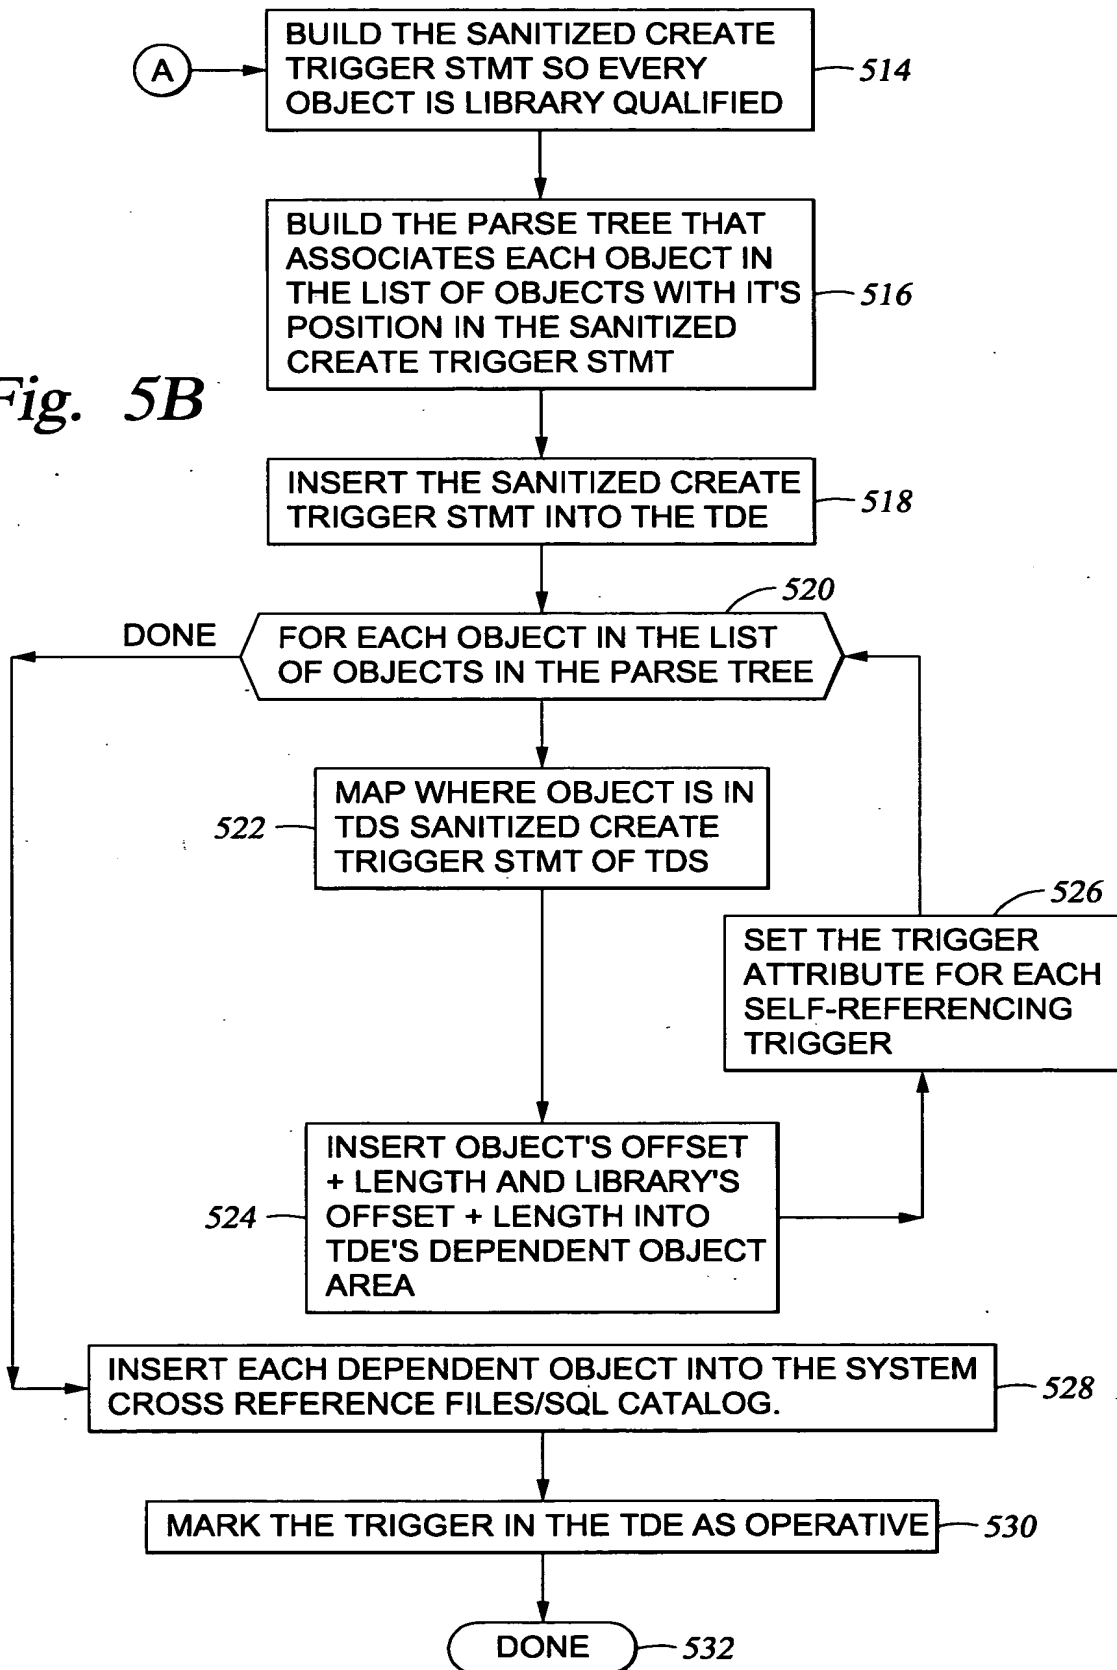 A
BUILD THE SANITIZED CREATE
TRIGGER STMT SO EVERY
OBJECT IS LIBRARY QUALIFIED
514
BUILD THE PARSE TREE THAT
ASSOCIATES EACH OBJECT IN
THE LIST OF OBJECTS WITH IT'S
POSITION IN THE SANITIZED
CREATE TRIGGER STMT
516
Fig. 5B
INSERT THE SANITIZED CREATE
TRIGGER STMT INTO THE TDE
518
520
DONE
FOR EACH OBJECT IN THE LIST
OF OBJECTS IN THE PARSE TREE
MAP WHERE OBJECT IS IN
TDS SANITIZED CREATE
TRIGGER STMT OF TDS
522
526
SET THE TRIGGER
ATTRIBUTE FOR EACH
SELF-REFERENCING
TRIGGER
INSERT OBJECT'S OFFSET
+ LENGTH AND LIBRARY'S
OFFSET + LENGTH INTO
TDE'S DEPENDENT OBJECT
AREA
524
INSERT EACH DEPENDENT OBJECT INTO THE SYSTEM
CROSS REFERENCE FILES/SQL CATALOG.
528
MARK THE TRIGGER IN THE TDE AS OPERATIVE
530
DONE
532